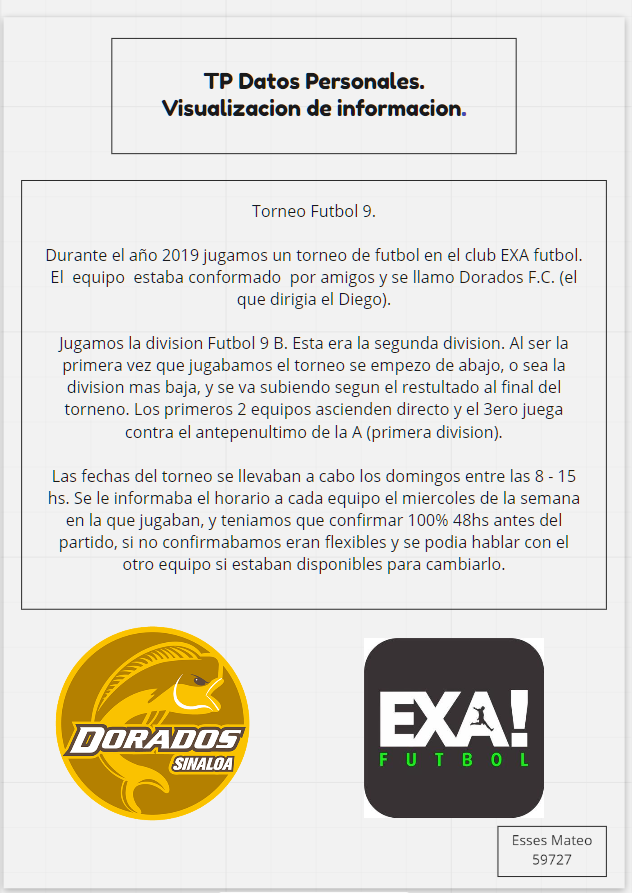 TP Datos Personales.
Visualizacion de informacion.
Torneo Futbol 9.
Durante el año 2019 jugamos un torneo de futbol en el club EXA futbol.
El equipo estaba conformado por amigos y se llamo Dorados F.C. (el
que dirigia el Diego).
Jugamos la division Futbol 9 B. Esta era la segunda division. Al ser la
primera vez que jugabamos el torneo se empezo de abajo, o sea la
division mas baja, y se va subiendo segun el restultado al final del
torneno. Los primeros 2 equipos ascienden directo y el 3ero juega
contra el antepenultimo de la A (primera division).
Las fechas del torneo se llevaban a cabo los domingos entre las 8 - 15
hs. Se le informaba el horario a cada equipo el miercoles de la semana
en la que jugaban, y teniamos que confirmar 100% 48hs antes del
partido, si no confirmabamos eran flexibles y se podia hablar con el
otro equipo si estaban disponibles para cambiarlo.
DORADOS
SINALOA
EXA!
FUTBOL
Esses Mateo
59727